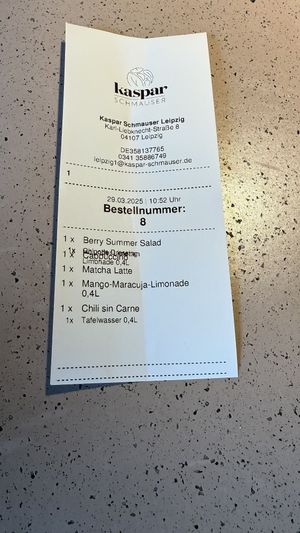 kaspar
SCHMAUSER
Kaspar Schmauser Leipzig
Karl-Liebknecht-Straße 8
04107 Leipzig
DE358137765
0341 35886749
leipzig1@kaspar-schmauser.de
1
29.03.2025 | 10:52 Uhr
Bestellnummer:
8
1 x Berry Summer Salad
1x
1 x Cappuccino
Limonade 0,4L
1 x Matcha Latte
1 x Mango-Maracuja-Limonade
0,4L
1 x Chili sin Carne
1x Tafelwasser 0,4L